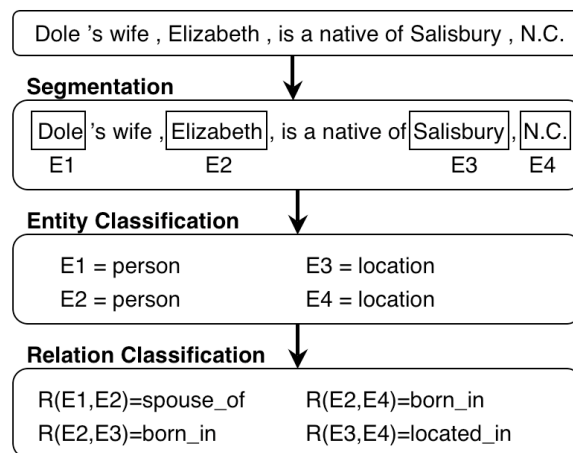 Dole 's wife , Elizabeth , is a native of Salisbury , N.C.
Segmentation
Dole 's wife , Elizabeth , is a native of Salisbury , N.C.
E1 E2 E3 E4
Entity Classification
E1 = person E3 = location
E2 = person E4 = location
Relation Classification
R(E1,E2)=spouse_of R(E2,E4)=born_in
R(E2,E3)=born_in R(E3,E4)=located_in